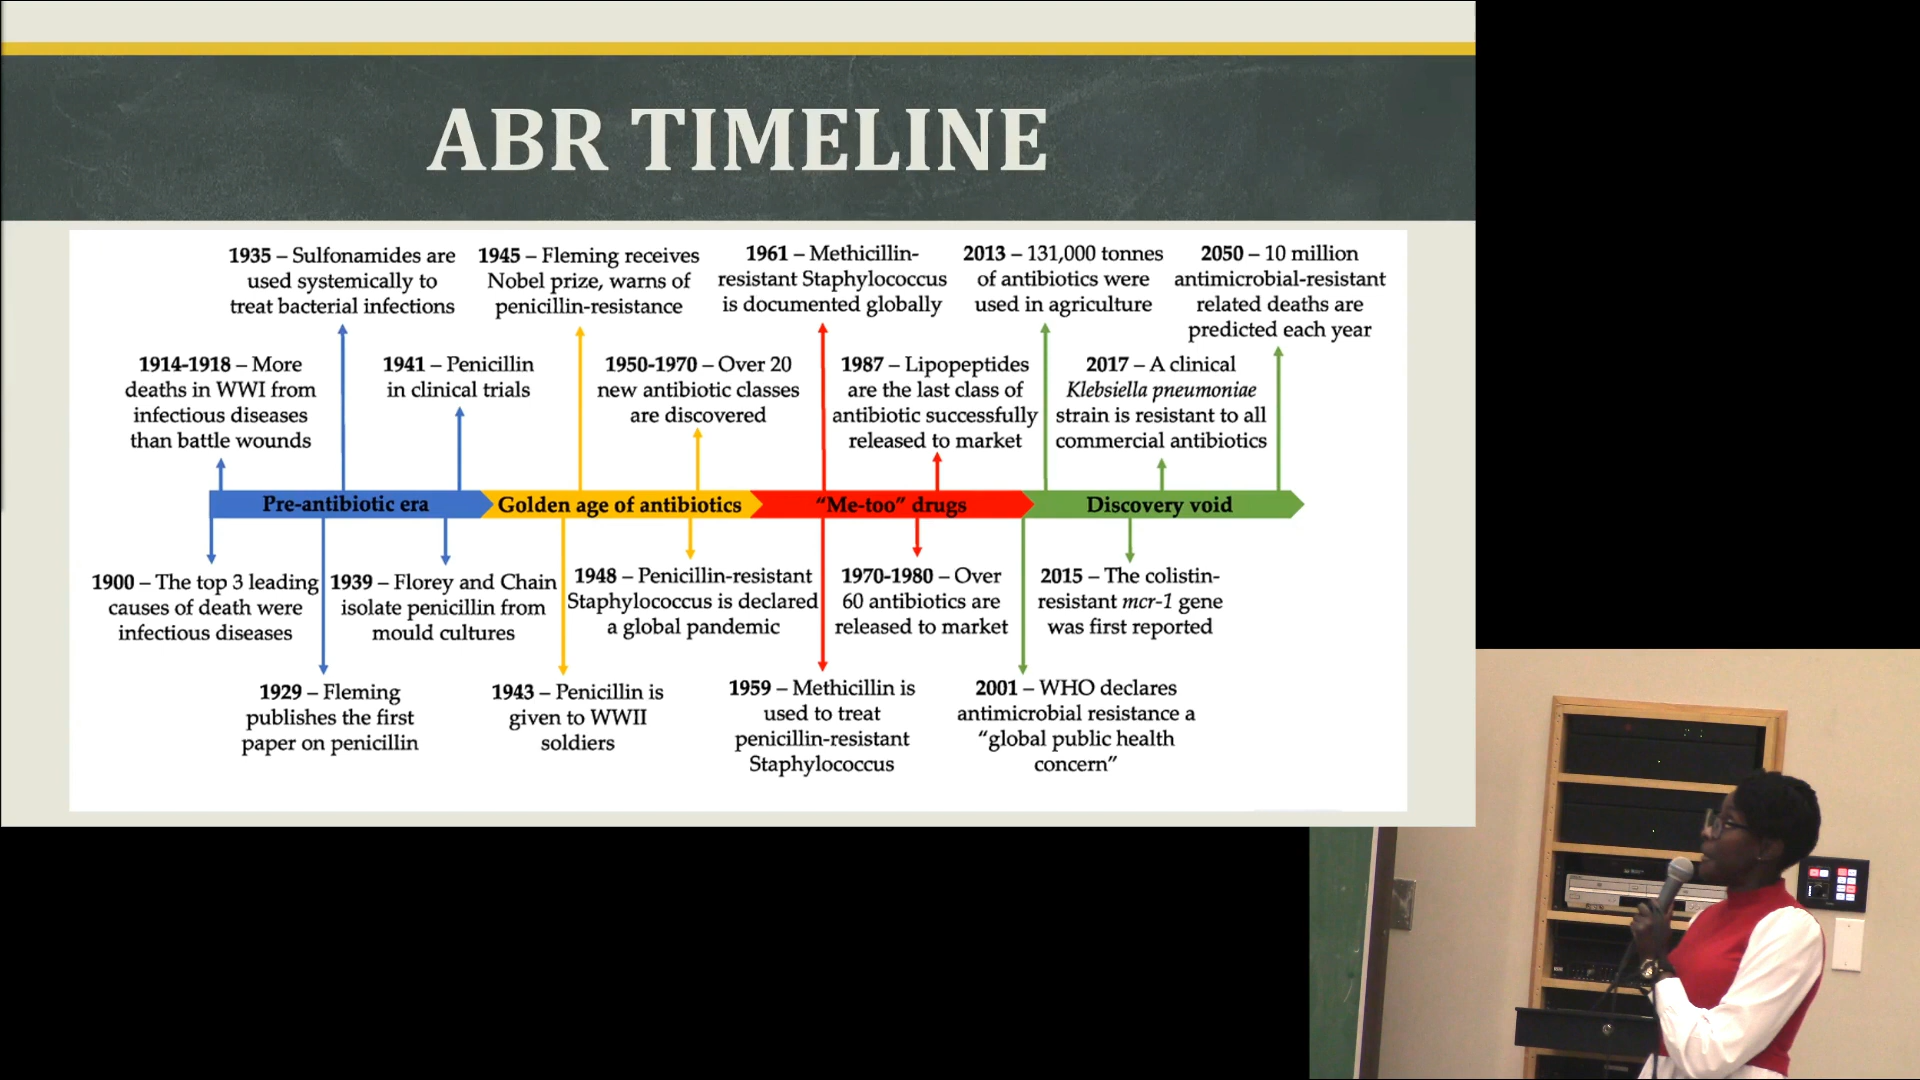 ABR TIMELINE
1935 – Sulfonamides are
used systemically to
treat bacterial infections
1945 – Fleming receives
Nobel prize, warns of
penicillin-resistance
1961 – Methicillin-
resistant Staphylococcus
is documented globally
2013 – 131,000 tonnes
of antibiotics were
used in agriculture
2050 – 10 million
antimicrobial-resistant
related deaths are
predicted each year
1914-1918 – More
deaths in WWI from
infectious diseases
than battle wounds
1941 – Penicillin
in clinical trials
1950-1970 – Over 20
new antibiotic classes
are discovered
1987 – Lipopeptides
are the last class of
antibiotic successfully
released to market
2017 – A clinical
Klebsiella pneumoniae
strain is resistant to all
commercial antibiotics
Pre-antibiotic era
Golden age of antibiotics
“Me-too” drugs
Discovery void
1900 – The top 3 leading
causes of death were
infectious diseases
1939 – Florey and Chain
isolate penicillin from
mould cultures
1948 – Penicillin-resistant
Staphylococcus is declared
a global pandemic
1970-1980 – Over
60 antibiotics are
released to market
2015 – The colistin-
resistant mcr-1 gene
was first reported
1929 – Fleming
publishes the first
paper on penicillin
1943 – Penicillin is
given to WWII
soldiers
1959 – Methicillin is
used to treat
penicillin-resistant
Staphylococcus
2001 – WHO declares
antimicrobial resistance a
“global public health
concern”